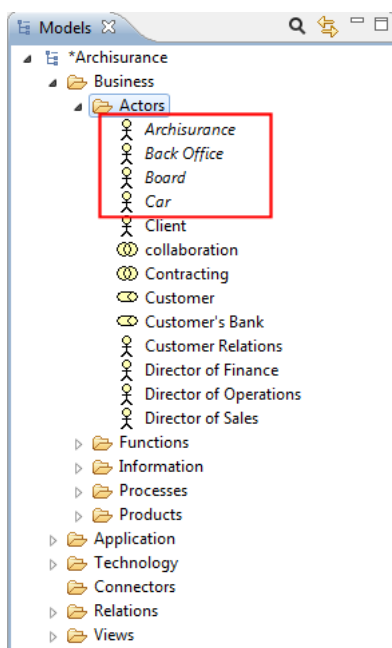 Models
*Archisurance
Business
Actors
Archisurance
Back Office
Board
Car
Client
collaboration
Contracting
Customer
Customer's Bank
Customer Relations
Director of Finance
Director of Operations
Director of Sales
Functions
Information
Processes
Products
Application
Technology
Connectors
Relations
Views